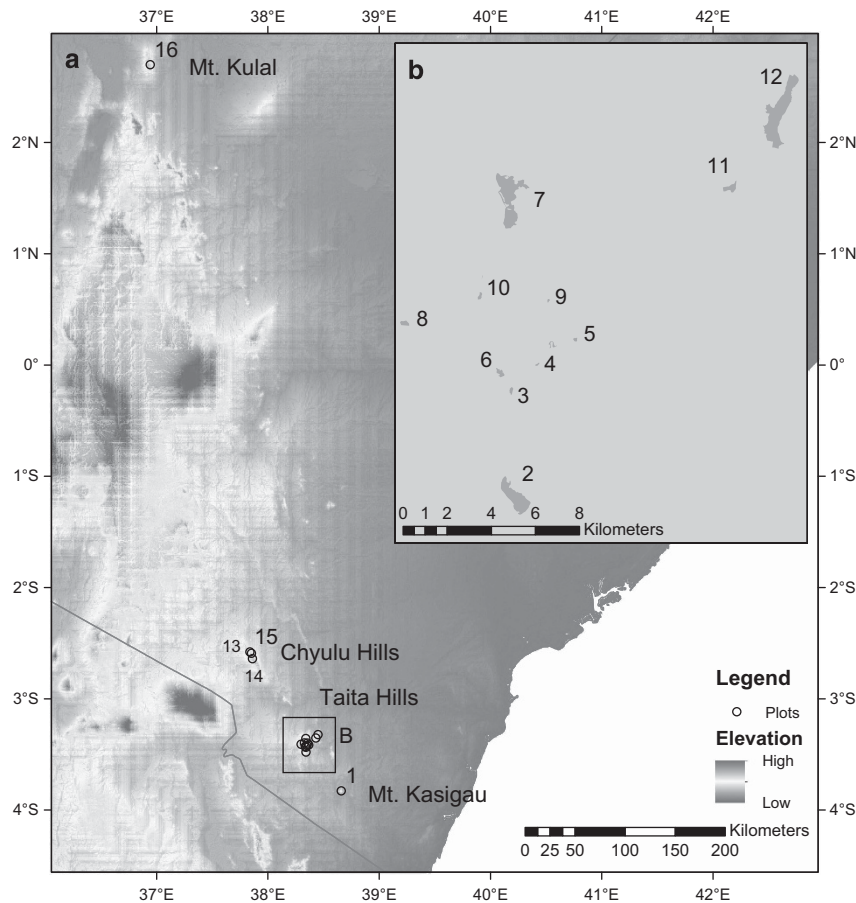 37°E 38°E 39°E 40°E 41°E 42°E
a
16
Mt. Kulal
b
12
11
7
10
9
8
5
6
4
3
2
0 1 2 4 6 8
Kilometers
2°N 2°N
1°N 1°N
0° 0°
1°S 1°S
2°S 2°S
3°S 3°S
4°S 4°S
13 15
Chyulu Hills
14
Taita Hills
B
1
Mt. Kasigau
Legend
Plots
Elevation
High
Low
Kilometers
0 25 50 100 150 200
37°E 38°E 39°E 40°E 41°E 42°E